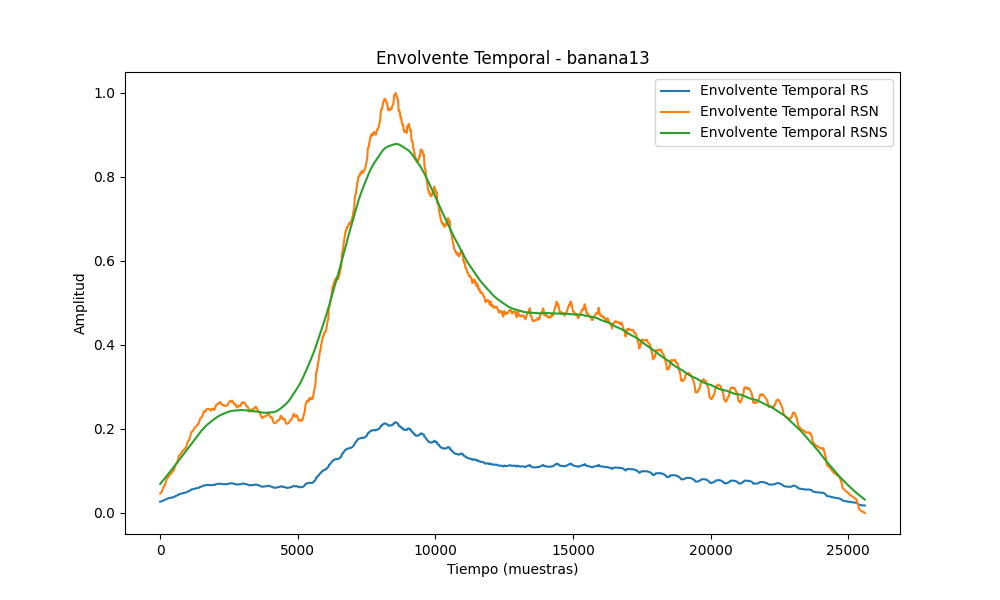 Envolvente Temporal - banana13
Envolvente Temporal RS
Envolvente Temporal RSN
Envolvente Temporal RSNS
Amplitud
1.0
0.8
0.6
0.4
0.2
0.0
0 5000 10000 15000 20000 25000
Tiempo (muestras)